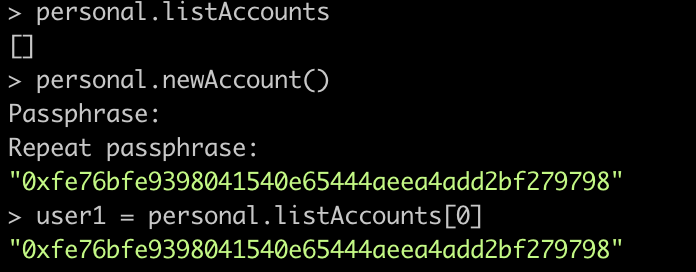 > personal.listAccounts
[]
> personal.newAccount()
Passphrase:
Repeat passphrase:
"0xfe76bfe9398041540e65444aeea4add2bf279798"
> user1 = personal.listAccounts[0]
"0xfe76bfe9398041540e65444aeea4add2bf279798"